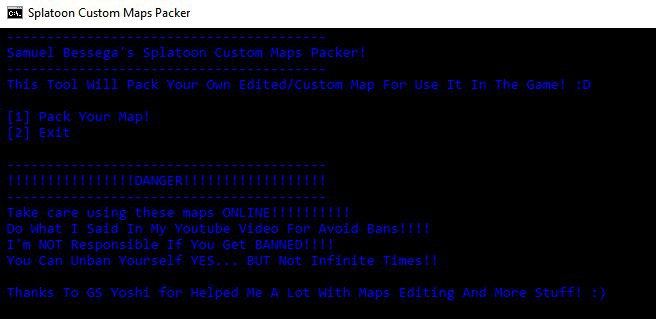 Splatoon Custom Maps Packer
----------------------------------------
Samuel Bessega's Splatoon Custom Maps Packer!
----------------------------------------
This Tool Will Pack Your Own Edited/Custom Map For Use It In The Game! :D
[1] Pack Your Map!
[2] Exit
----------------------------------------
!!!!!!!!!!!!!!!!DANGER!!!!!!!!!!!!!!!!!!
----------------------------------------
Take care using these maps ONLINE!!!!!!!!!!
Do What I Said In My Youtube Video For Avoid Bans!!!!
I'm NOT Responsible If You Get BANNED!!!!
You Can Unban Yourself YES... BUT Not Infinite Times!!
Thanks To GS Yoshi for Helped Me A Lot With Maps Editing And More Stuff! :)